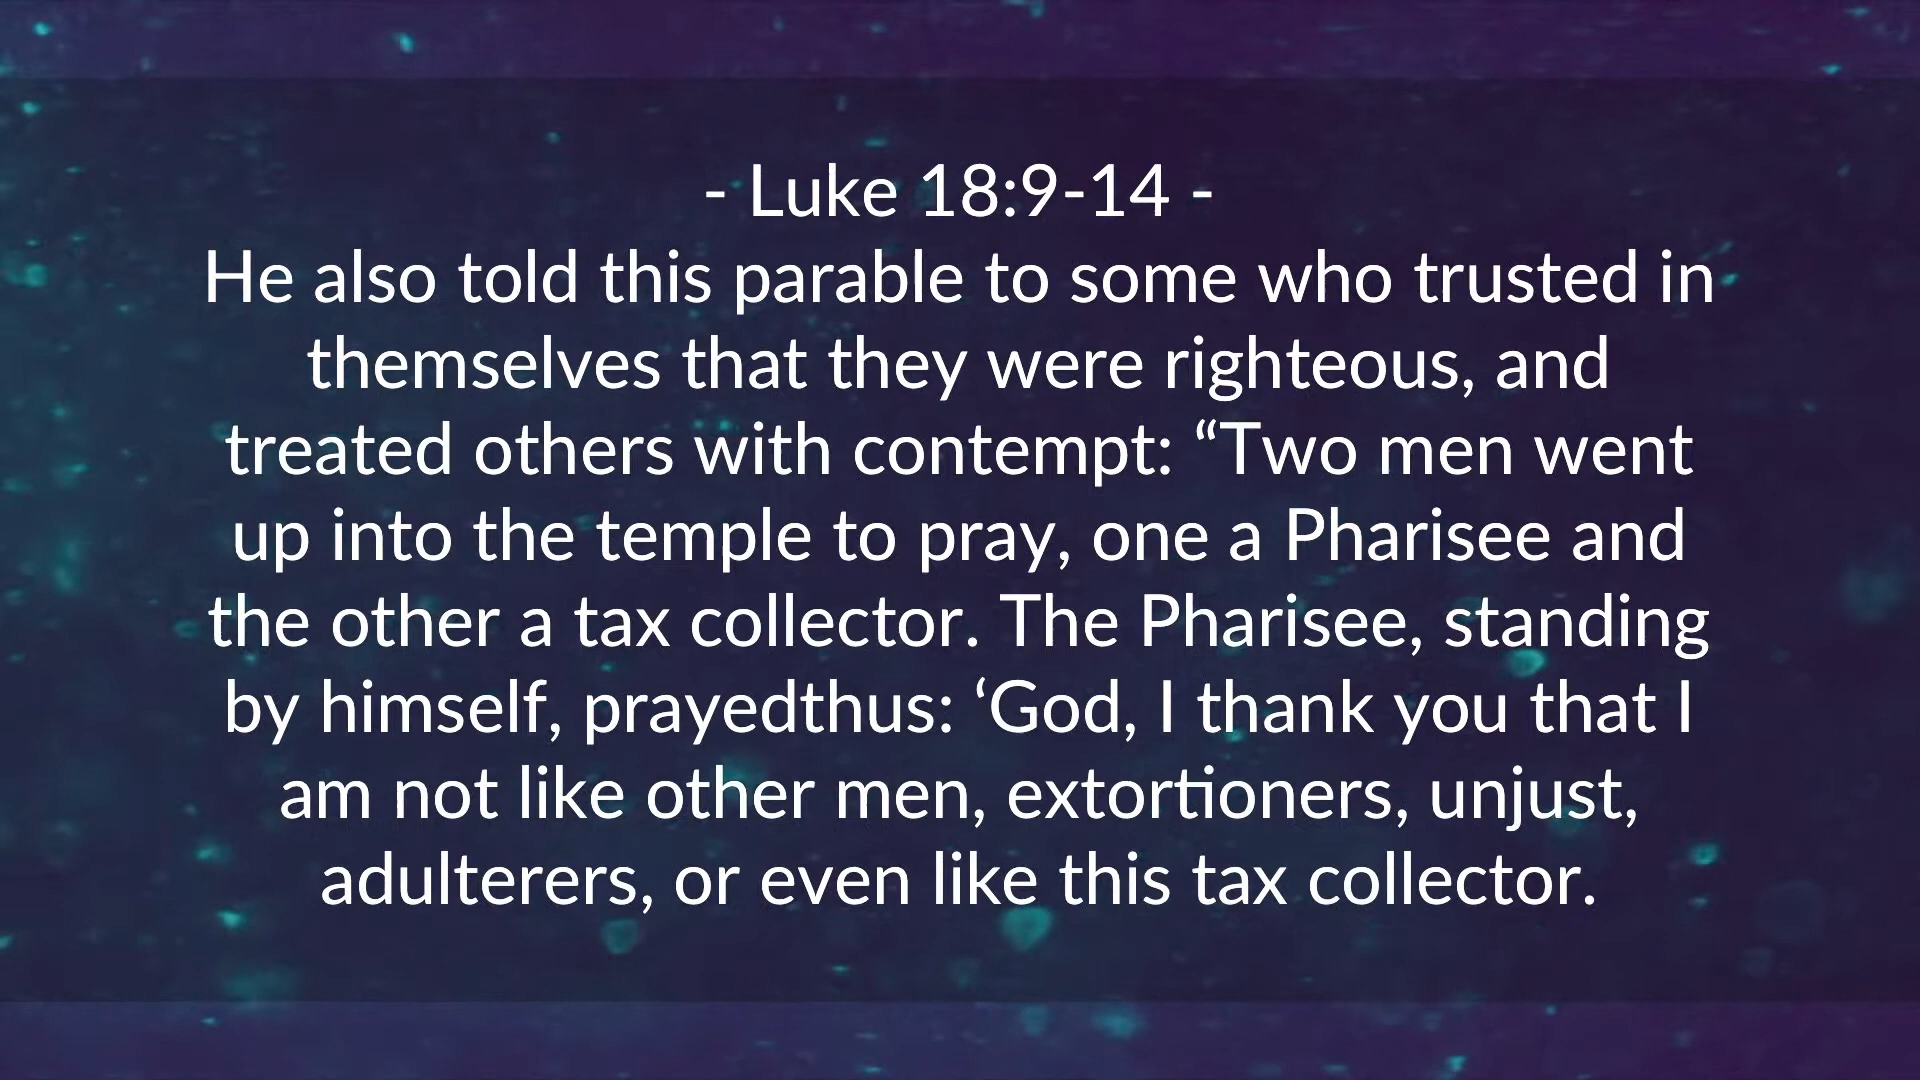 - Luke 18:9-14 -
He also told this parable to some who trusted in
themselves that they were righteous, and
treated others with contempt: “Two men went
up into the temple to pray, one a Pharisee and
the other a tax collector. The Pharisee, standing
by himself, prayedthus: ‘God, I thank you that I
am not like other men, extortioners, unjust,
adulterers, or even like this tax collector.